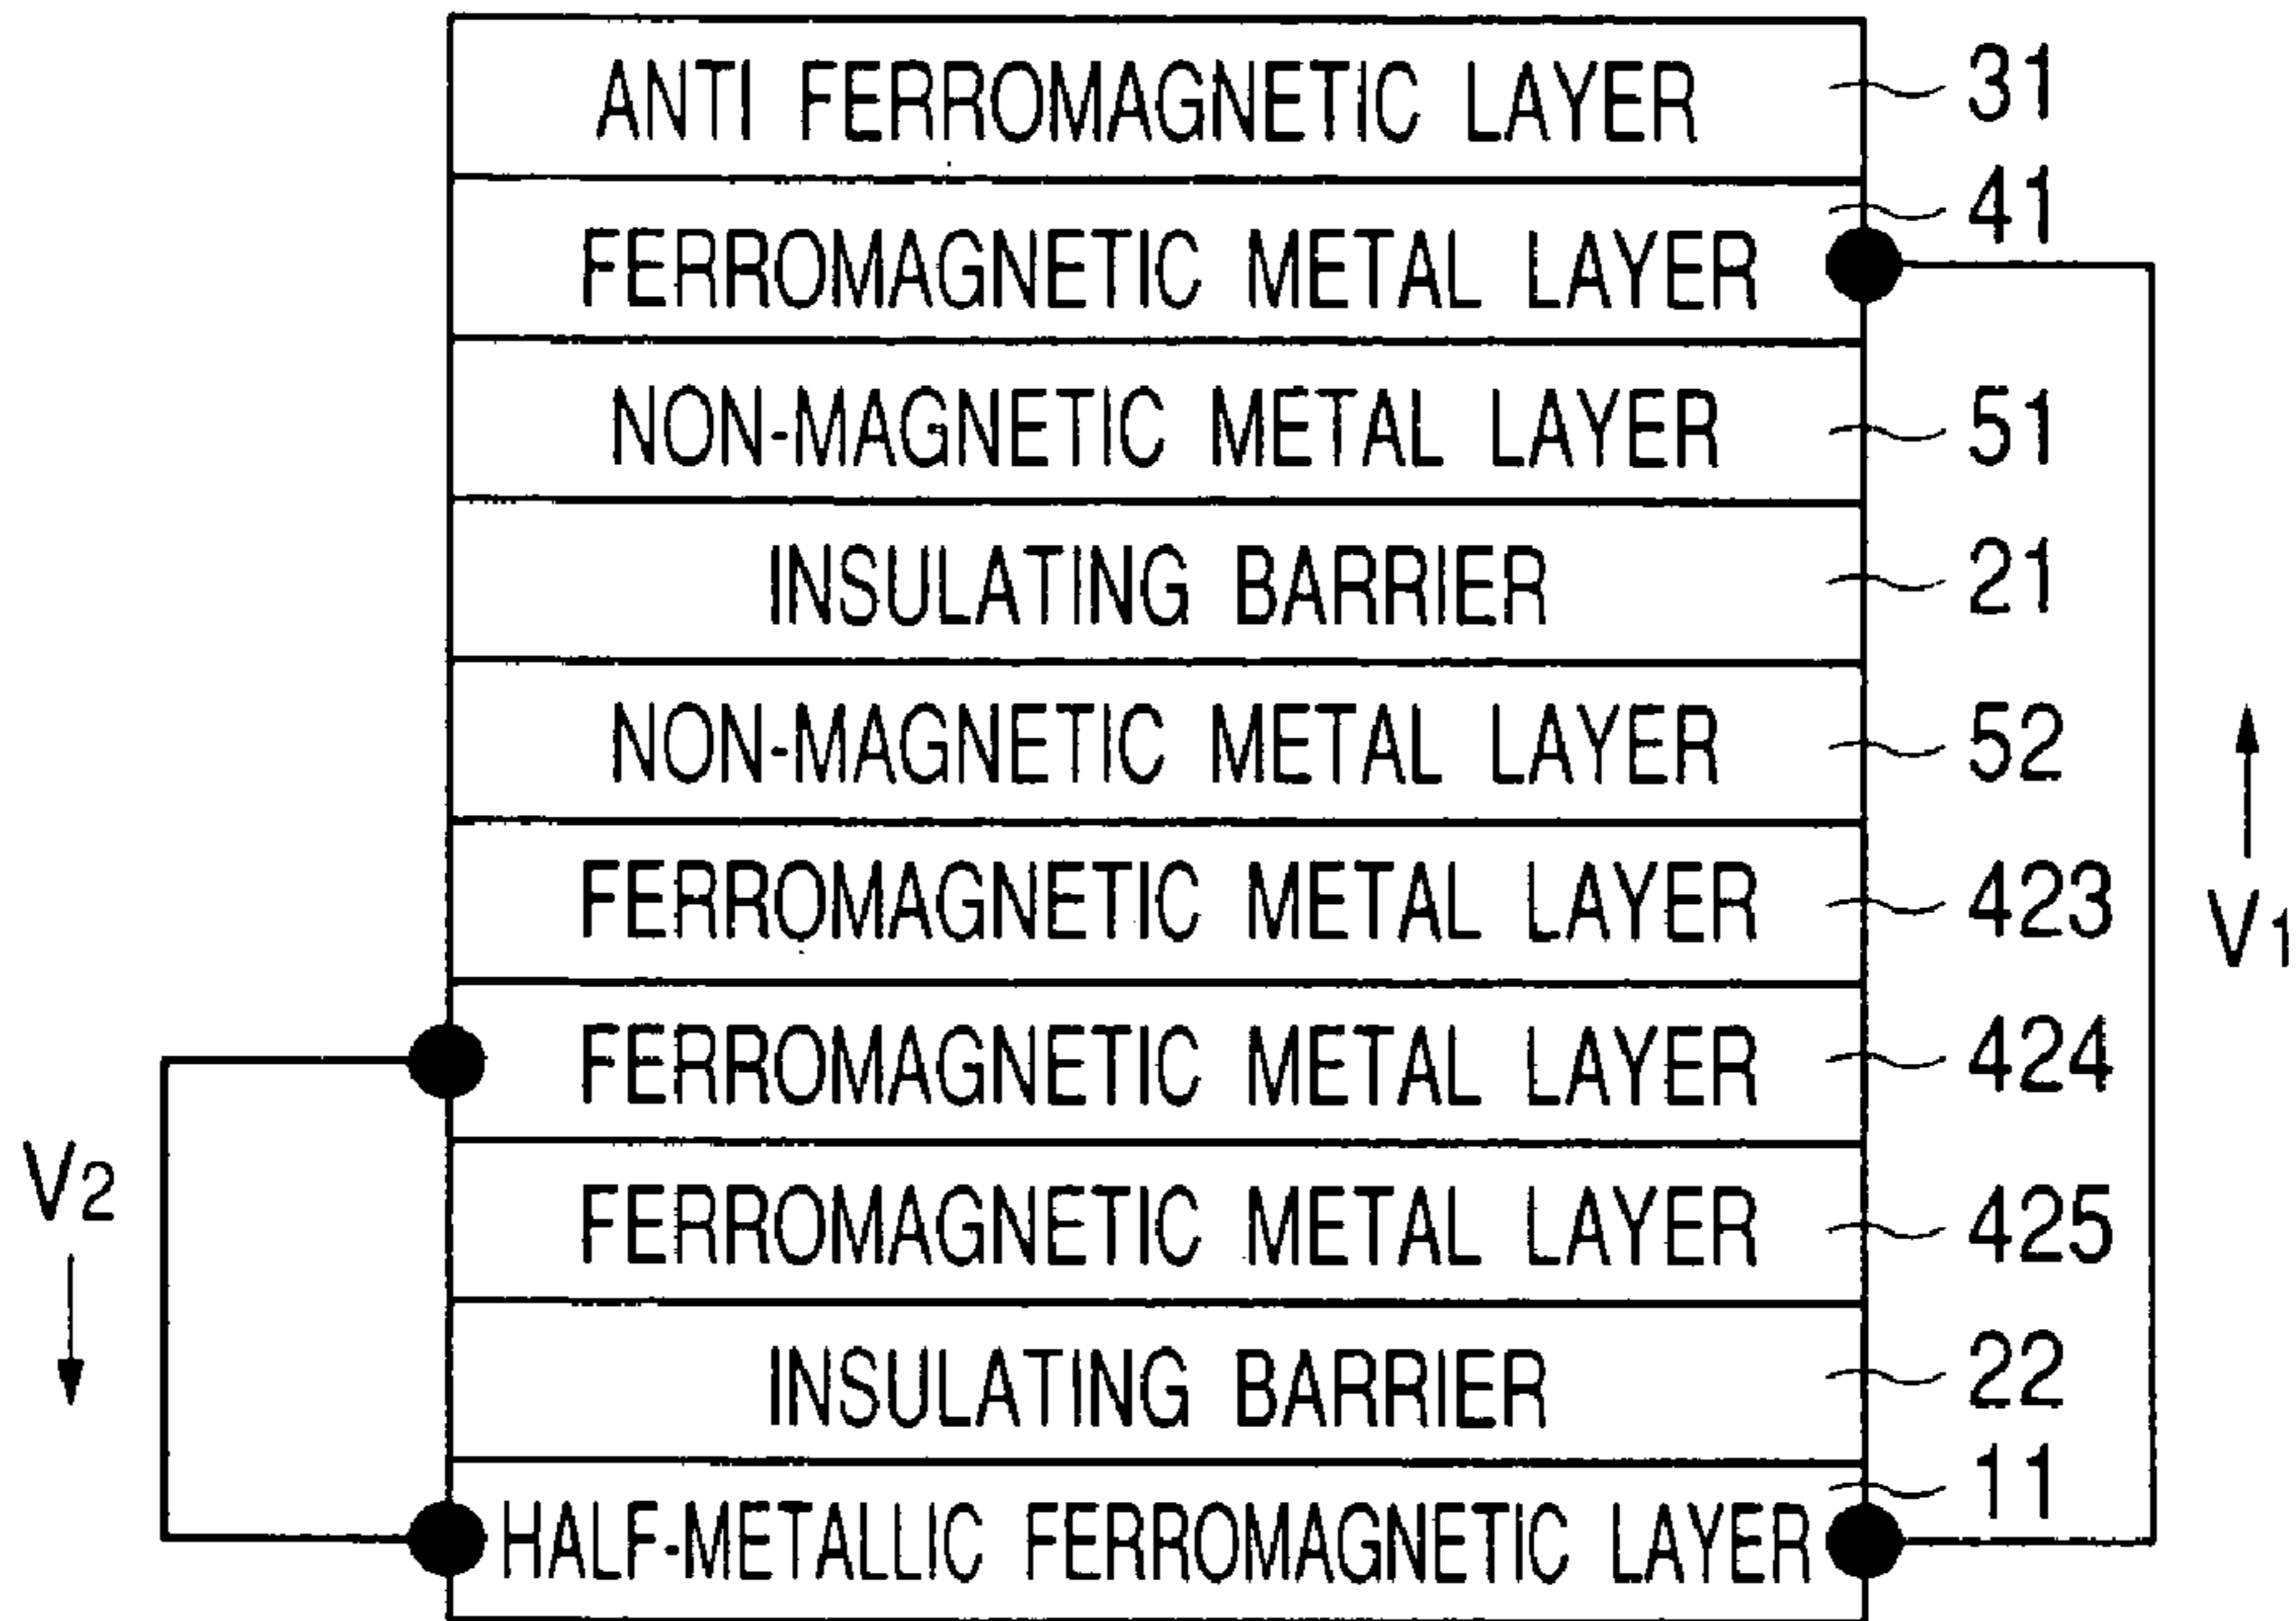 ANTI FERROMAGNETIC LAYER 31
41
FERROMAGNETIC METAL LAYER
NON-MAGNETIC METAL LAYER 51
INSULATING BARRIER 21
NON-MAGNETIC METAL LAYER 52
FERROMAGNETIC METAL LAYER 423
V1
FERROMAGNETIC METAL LAYER 424
V2
FERROMAGNETIC METAL LAYER 425
INSULATING BARRIER 22
11
HALF-METALLIC FERROMAGNETIC LAYER